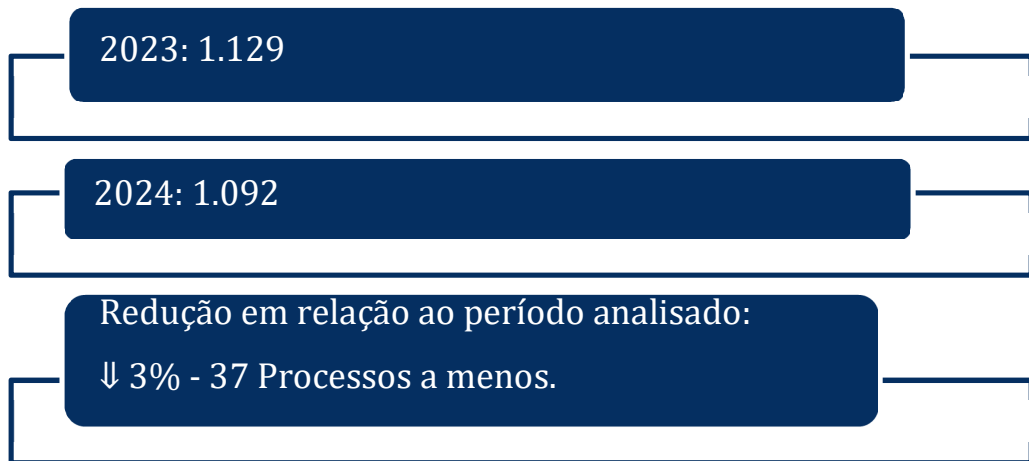 2023: 1.129
2024: 1.092
Redução em relação ao período analisado:
⇓ 3% - 37 Processos a menos.